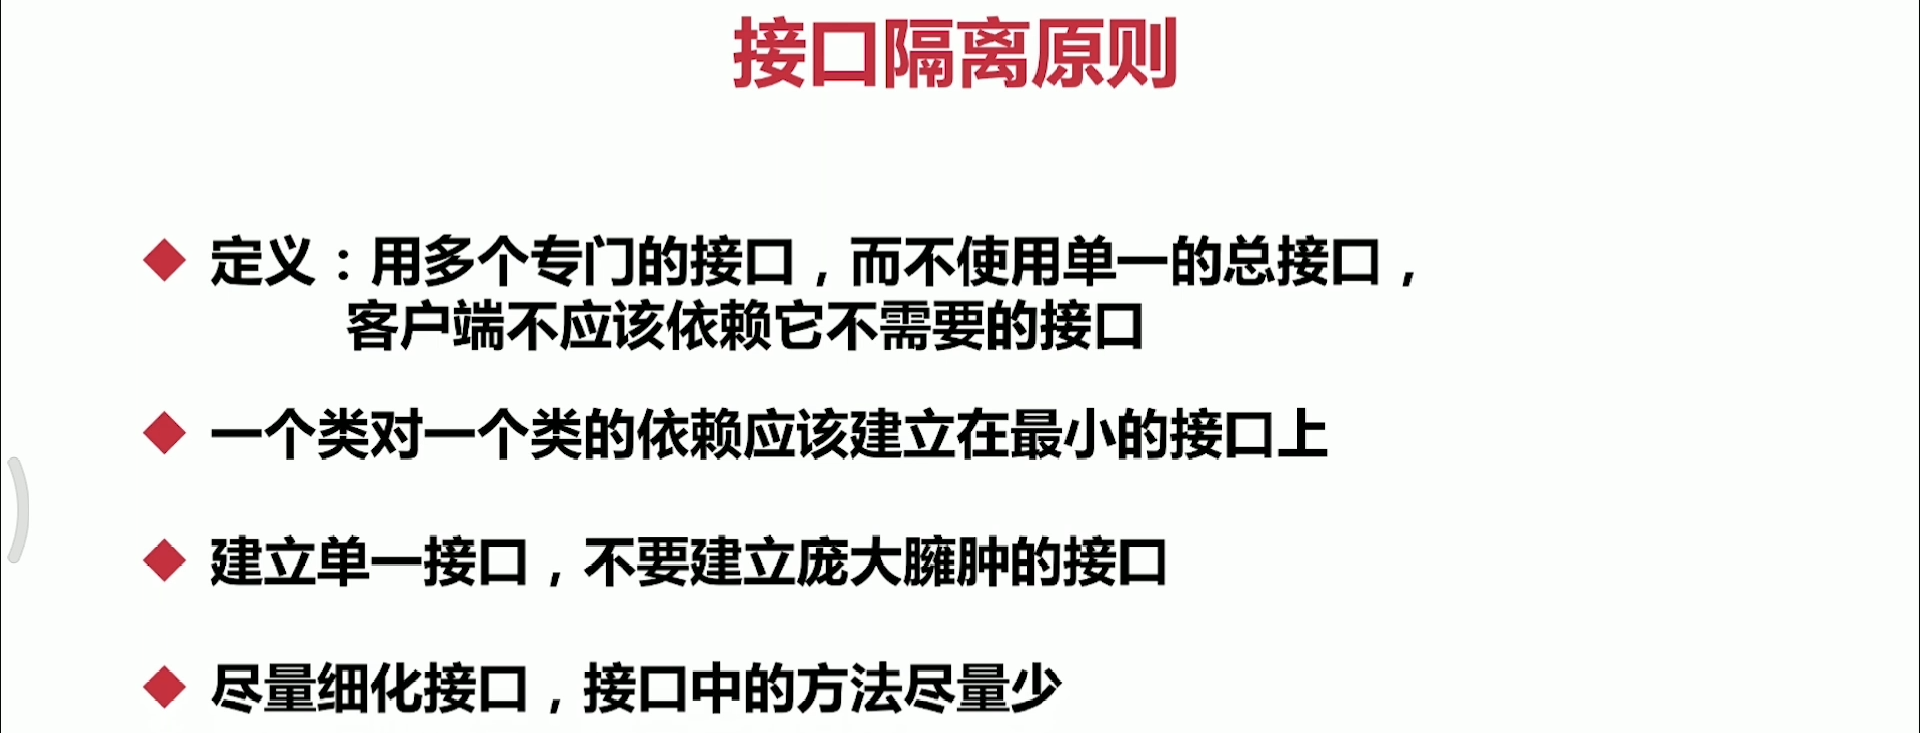 接口隔离原则
定义：用多个专门的接口，而不使用单一的总接口，
客户端不应该依赖它不需要的接口
一个类对一个类的依赖应该建立在最小的接口上
建立单一接口，不要建立庞大臃肿的接口
尽量细化接口，接口中的方法尽量少